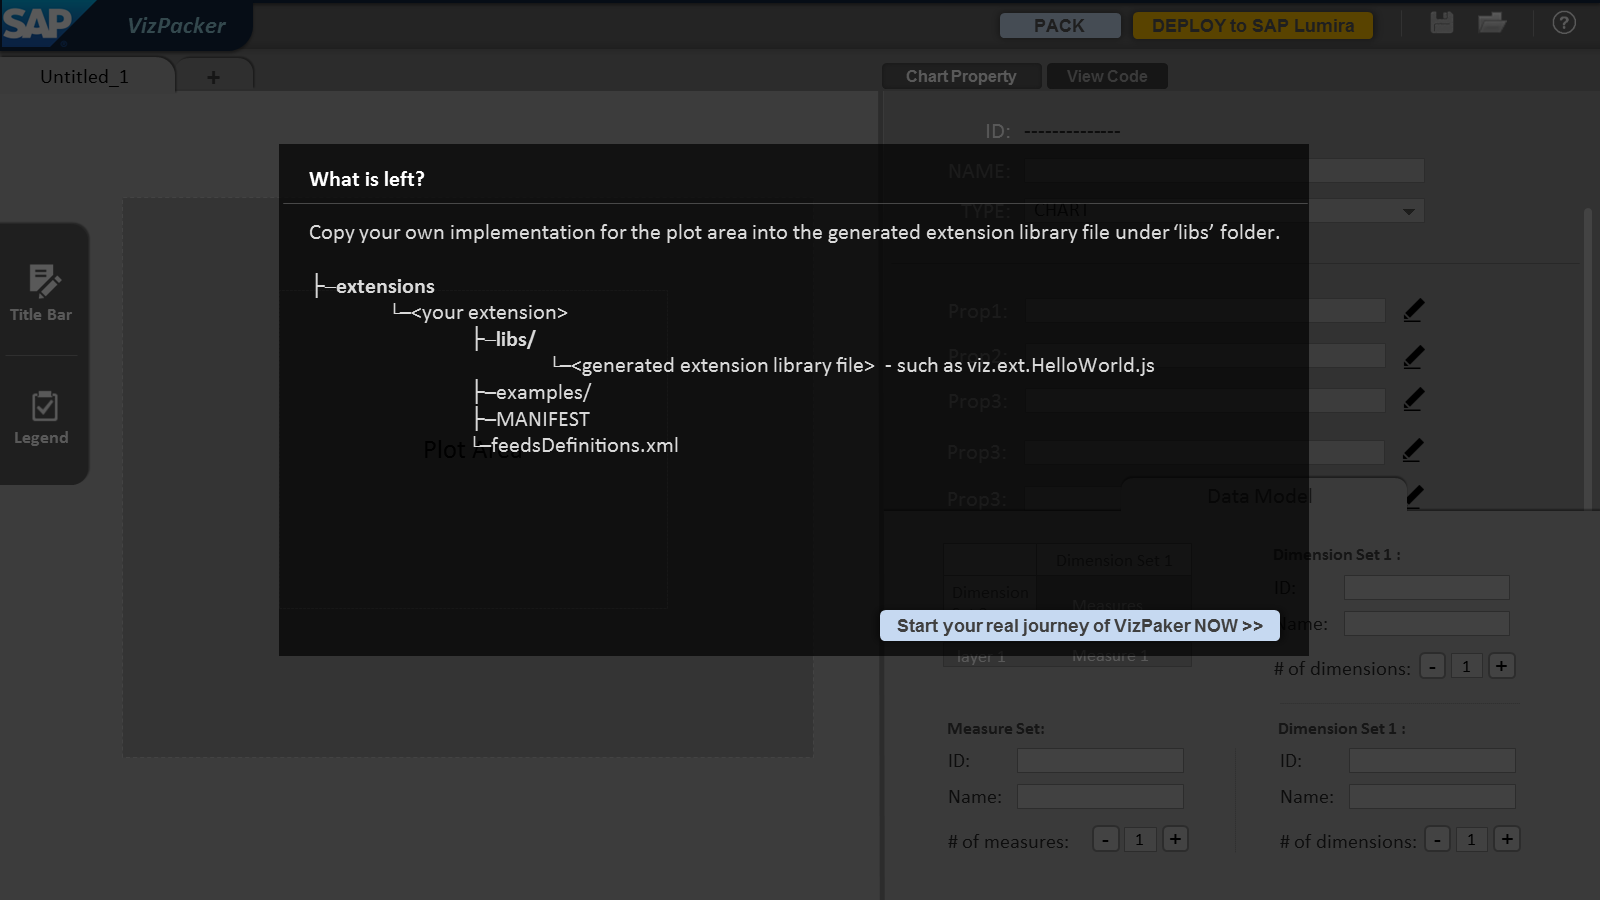 SAP VizPacker PACK DEPLOY to SAP Lumira ?
Untitled_1 + Chart Property View Code
ID: --------------
NAME:
TYPE: CHART
What is left?
Copy your own implementation for the plot area into the generated extension library file under ‘libs’ folder.
├─extensions
└─<your extension>
├─libs/
└─<generated extension library file> - such as viz.ext.HelloWorld.js
├─examples/
├─MANIFEST
└─feedsDefinitions.xml
Title Bar
Legend
Plot Area
Prop1:
Prop2:
Prop3:
Prop3:
Prop3:
Data Model
Dimension Set 1
Dimension
Measures
layer 1 Measure 1
Start your real journey of VizPaker NOW >>
Dimension Set 1 :
ID:
Name:
# of dimensions: - 1 +
Measure Set:
ID:
Name:
# of measures: - 1 +
Dimension Set 1 :
ID:
Name:
# of dimensions: - 1 +